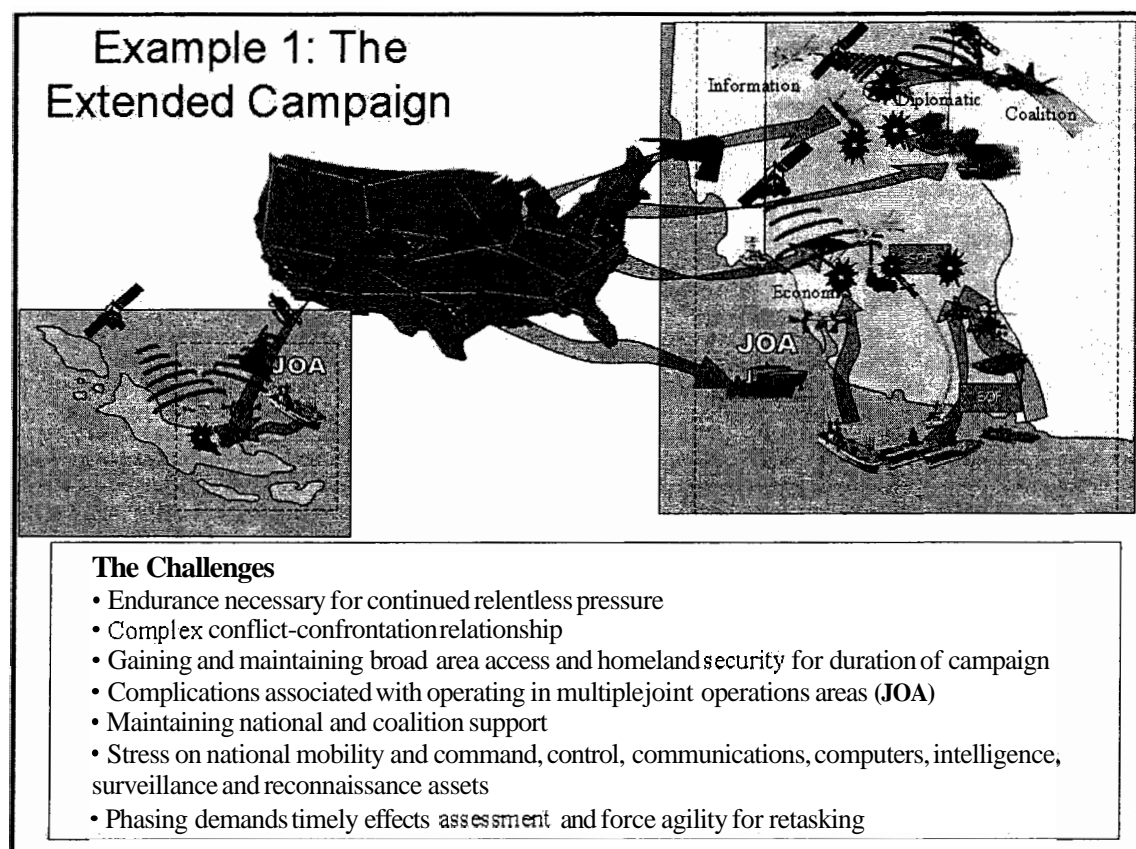 Example 1: The
Extended Campaign
Information
Diplomatic
Coalition
Economic
SOF
JOA
JOA
SOF
The Challenges
• Endurance necessary for continued relentless pressure
• Complex conflict-confrontation relationship
• Gaining and maintaining broad area access and homeland security for duration of campaign
• Complications associated with operating in multiple joint operations areas (JOA)
• Maintaining national and coalition support
• Stress on national mobility and command, control, communications, computers, intelligence,
surveillance and reconnaissance assets
• Phasing demands timely effects assessment and force agility for retasking